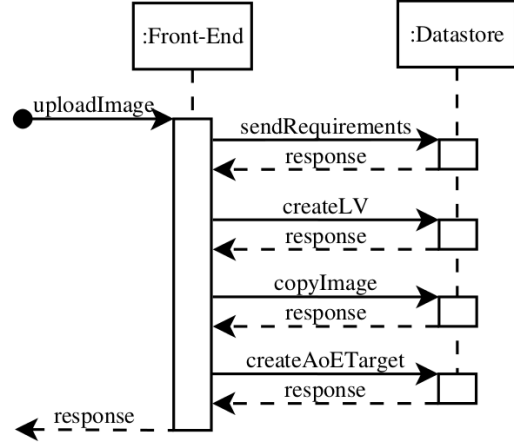 :Front-End
:Datastore
uploadImage
sendRequirements
response
createLV
response
copyImage
response
createAoETarget
response
response